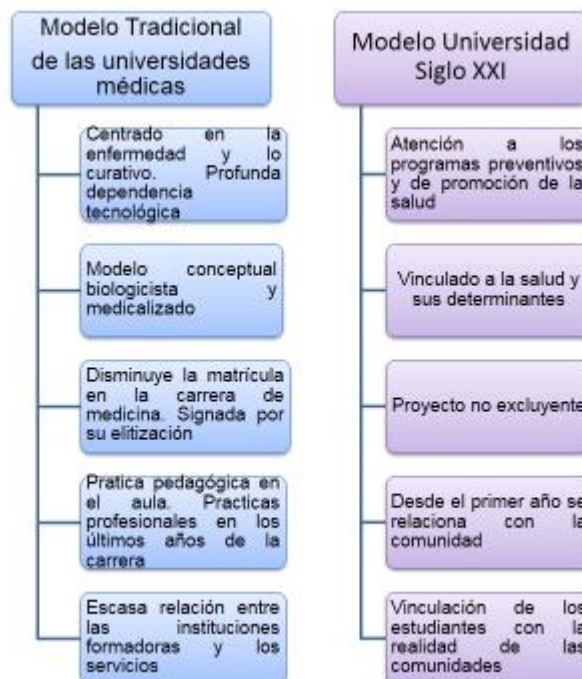 Modelo Tradicional
de las universidades
médicas
Centrado en la
enfermedad y lo
curativo. Profunda
dependencia
tecnológica
Modelo conceptual
biologicista y
medicalizado
Disminuye la matrícula
en la carrera de
medicina. Signada por
su elitización
Pratica pedagógica en
el aula. Practicas
profesionales en los
últimos años de la
carrera
Escasa relación entre
las instituciones
formadoras y los
servicios
Modelo Universidad
Siglo XXI
Atención a los
programas preventivos
y de promoción de la
salud
Vinculado a la salud y
sus determinantes
Proyecto no excluyente
Desde el primer año se
relaciona con la
comunidad
Vinculación de los
estudiantes con la
realidad de las
comunidades